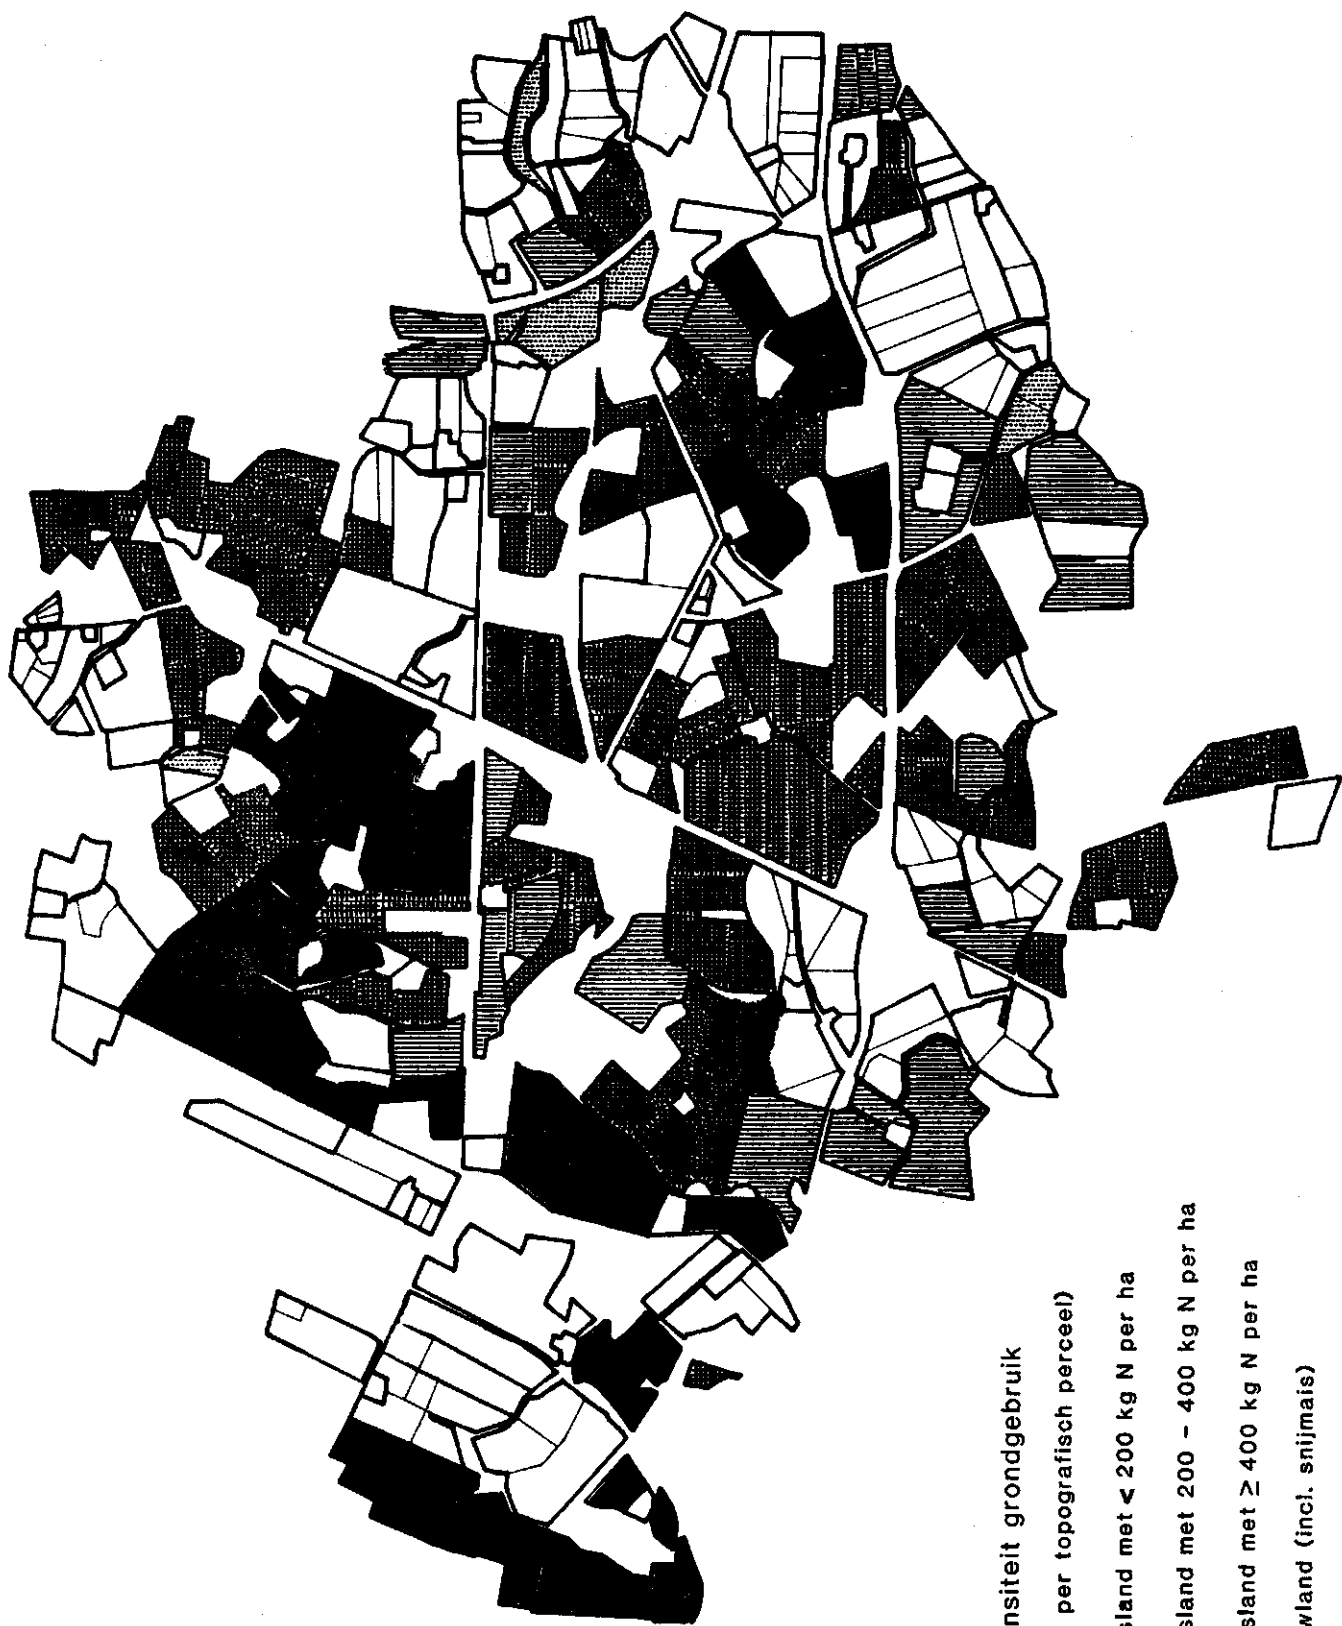 nsiteit grondgebruik
per topografisch perceel)
sland met < 200 kg N per ha
sland met 200 - 400 kg N per ha
sland met ≥ 400 kg N per ha
wland (incl. snijmais)